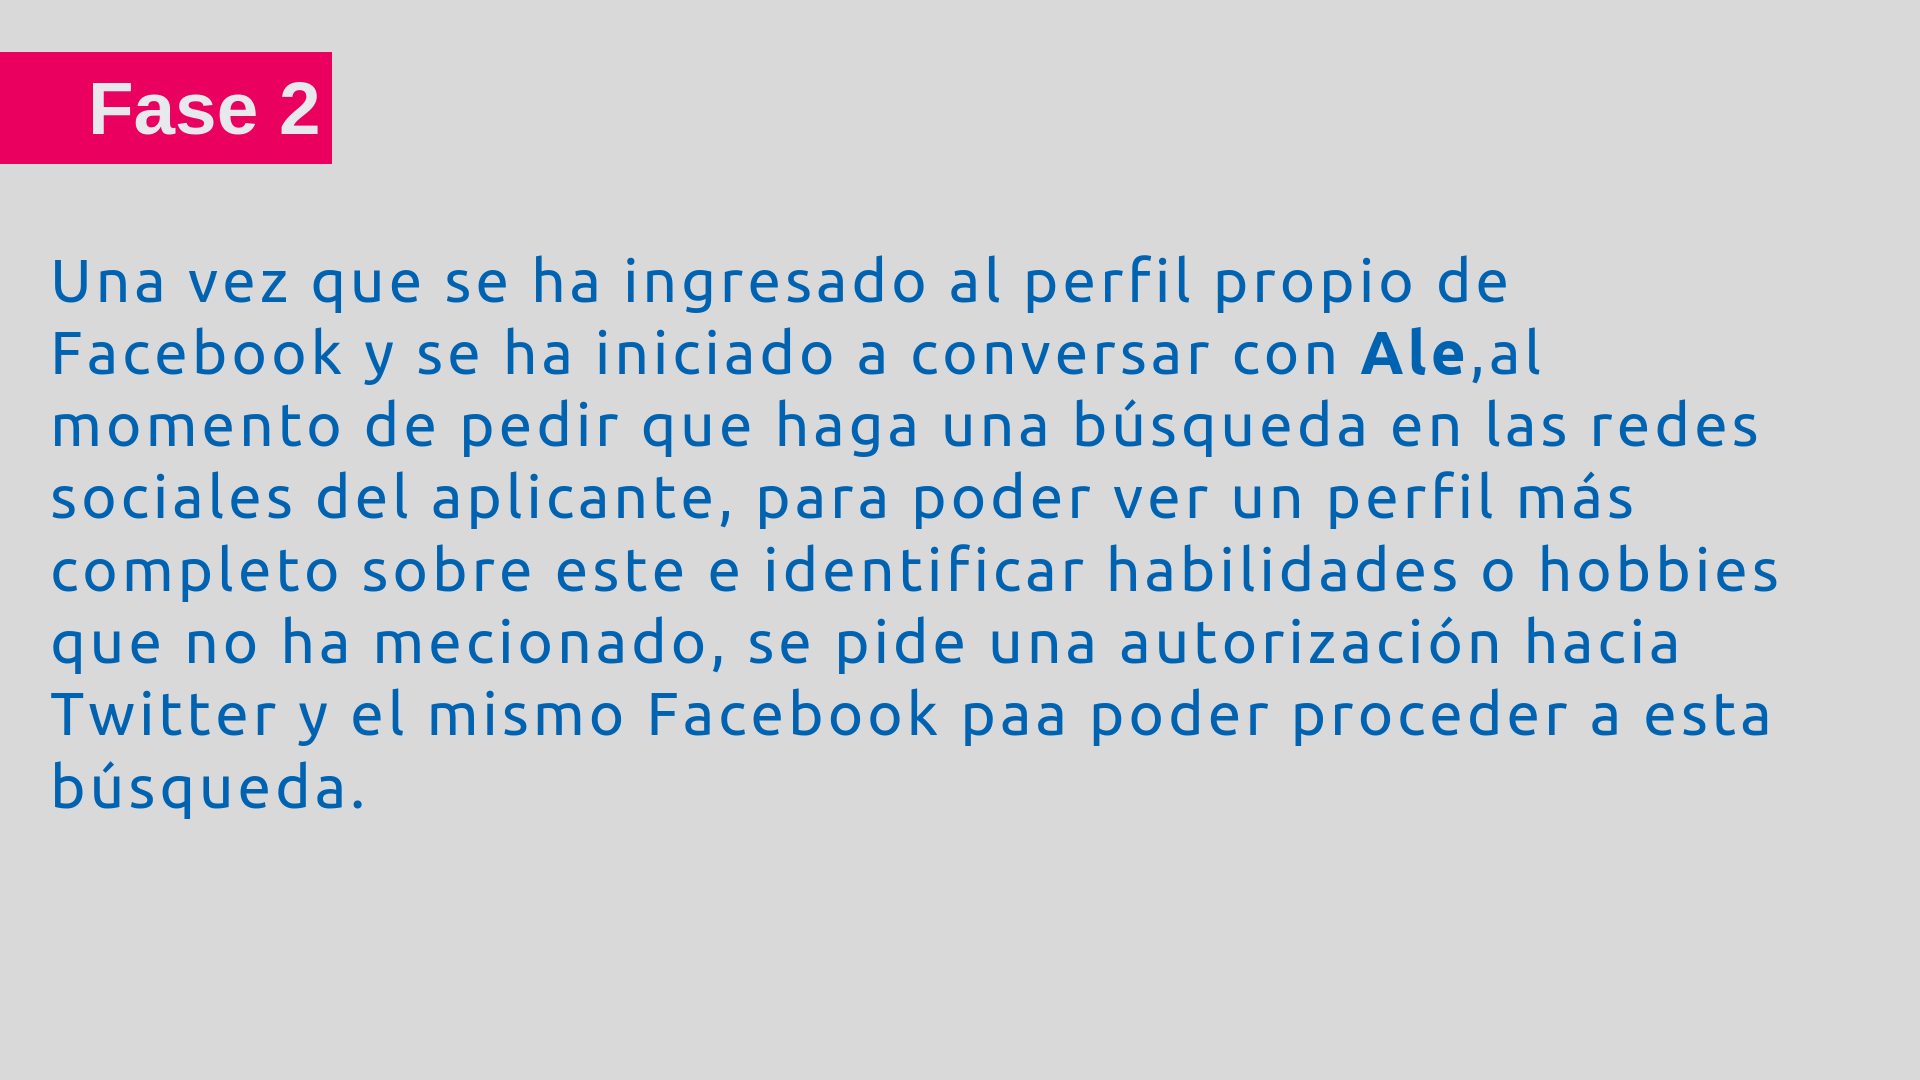 Fase 2
Una vez que se ha ingresado al perfil propio de
Facebook y se ha iniciado a conversar con Ale,al
momento de pedir que haga una búsqueda en las redes
sociales del aplicante, para poder ver un perfil más
completo sobre este e identificar habilidades o hobbies
que no ha mecionado, se pide una autorización hacia
Twitter y el mismo Facebook paa poder proceder a esta
búsqueda.